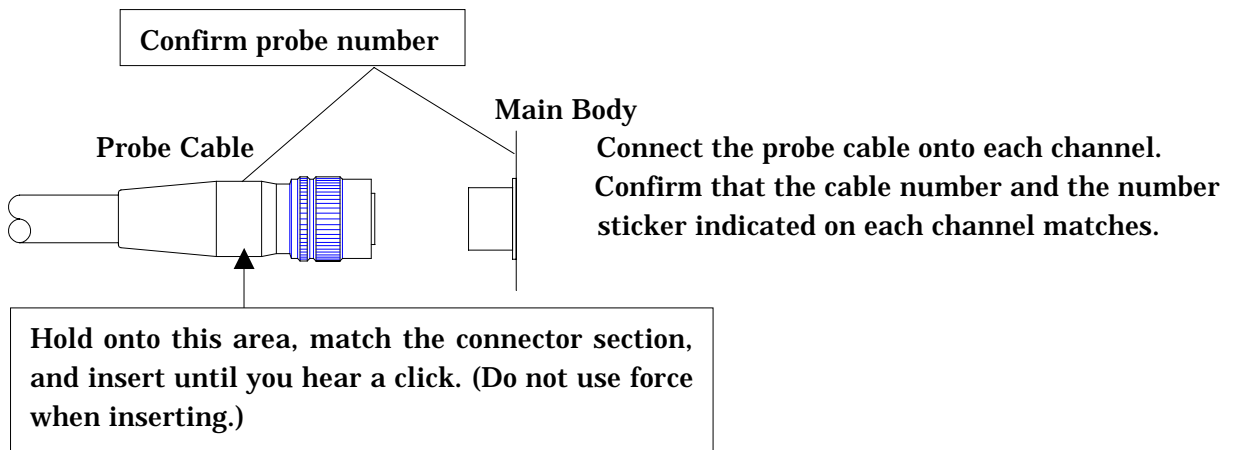 Confirm probe number
Main Body
Probe Cable
Connect the probe cable onto each channel.
Confirm that the cable number and the number
sticker indicated on each channel matches.
Hold onto this area, match the connector section,
and insert until you hear a click. (Do not use force
when inserting.)